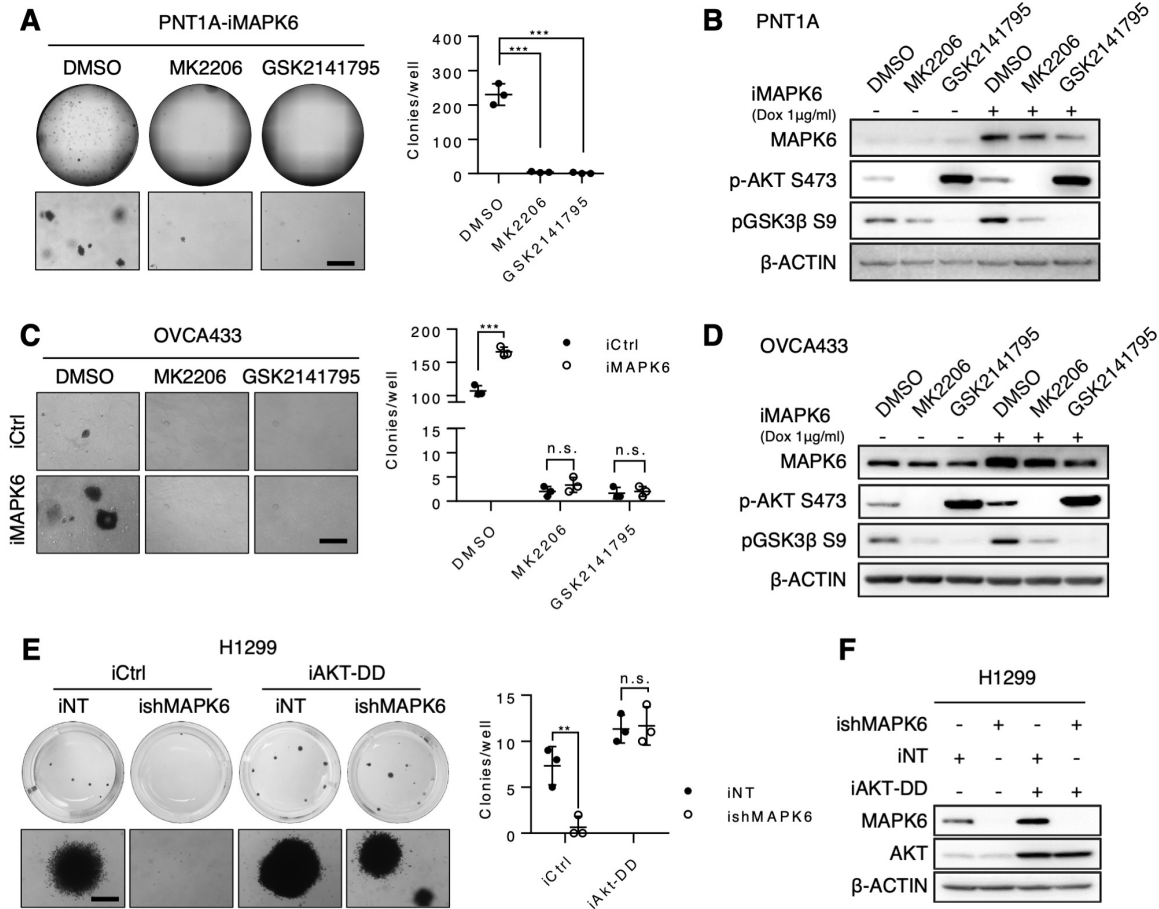 A
PNT1A-iMAPK6
DMSO MK2206 GSK2141795
Clonies/well
400
300
200
100
0
***
***
DMSO
MK2206
GSK2141795
B PNT1A
DMSO
MK2206
GSK2141795
DMSO
MK2206
GSK2141795
iMAPK6
(Dox 1µg/ml)
- - - + + +
MAPK6
p-AKT S473
pGSK3β S9
β-ACTIN
C
OVCA433
DMSO MK2206 GSK2141795
iCtrl
iMAPK6
Clonies/well
200
150
100
15
10
5
0
***
n.s.
n.s.
iCtrl
iMAPK6
DMSO
MK2206
GSK2141795
D OVCA433
DMSO
MK2206
GSK2141795
DMSO
MK2206
GSK2141795
iMAPK6
(Dox 1µg/ml)
- - - + + +
MAPK6
p-AKT S473
pGSK3β S9
β-ACTIN
E
H1299
iCtrl iAKT-DD
iNT ishMAPK6 iNT ishMAPK6
Clonies/well
15
10
5
0
**
n.s.
iNT
ishMAPK6
iCtrl
iAkt-DD
F
H1299
ishMAPK6 - + - +
iNT + - + -
iAKT-DD - - + +
MAPK6
AKT
β-ACTIN